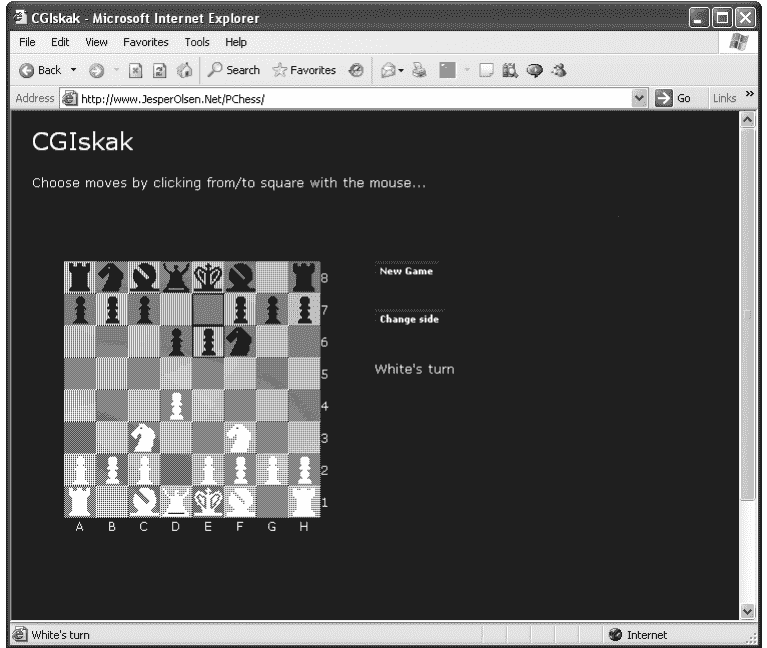 CGIskak - Microsoft Internet Explorer
File Edit View Favorites Tools Help
Back Search Favorites
Address http://www.JesperOlsen.Net/PChess/ Go Links »
CGIskak
Choose moves by clicking from/to square with the mouse...
8
New Game
7
Change side
6
White's turn
5
4
3
2
1
A B C D E F G H
White's turn Internet